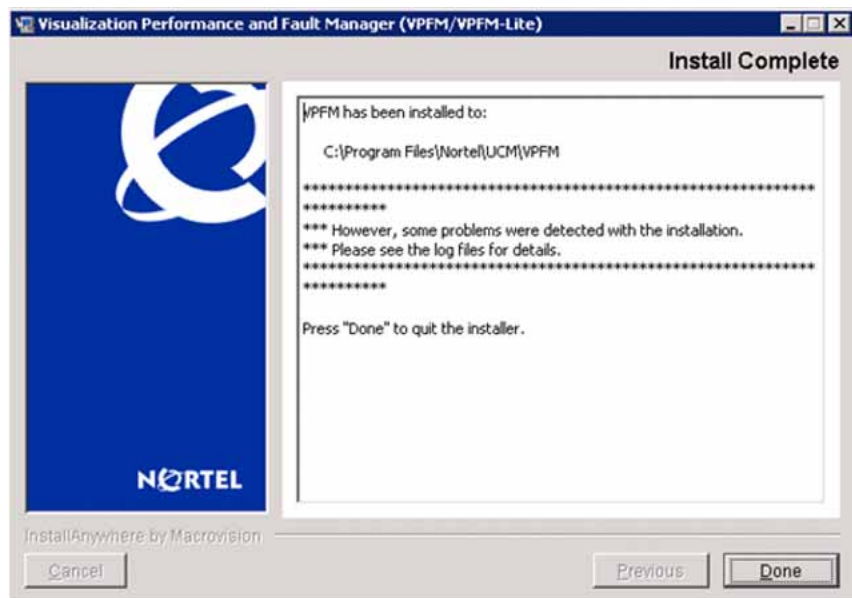 Visualization Performance and Fault Manager (VPFM/VPFM-Lite)
Install Complete
VPFM has been installed to:
C:\Program Files\Nortel\UCM\VPFM
****************************************************************
**********
*** However, some problems were detected with the installation.
*** Please see the log files for details.
****************************************************************
**********
Press "Done" to quit the installer.
NORTEL
InstallAnywhere by Macrovision
Cancel
Previous
Done